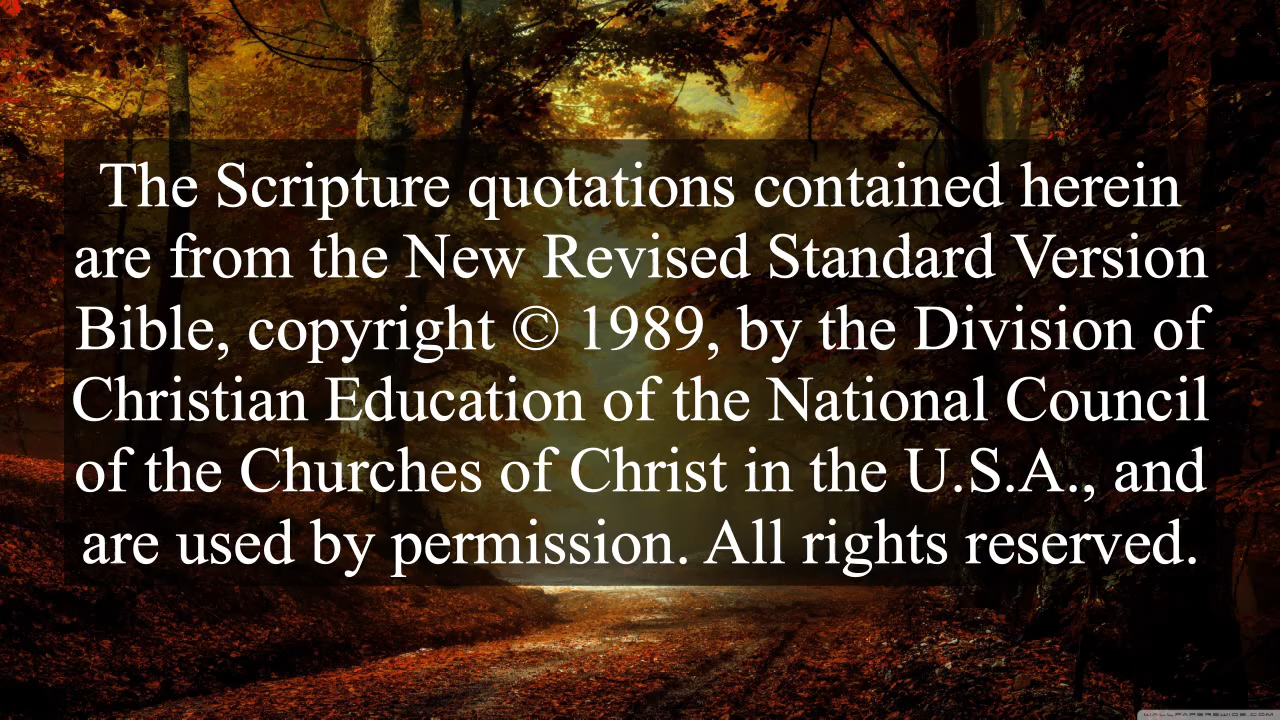 The Scripture quotations contained herein
are from the New Revised Standard Version
Bible, copyright © 1989, by the Division of
Christian Education of the National Council
of the Churches of Christ in the U.S.A., and
are used by permission. All rights reserved.
WALLPAPERSWIDE.COM